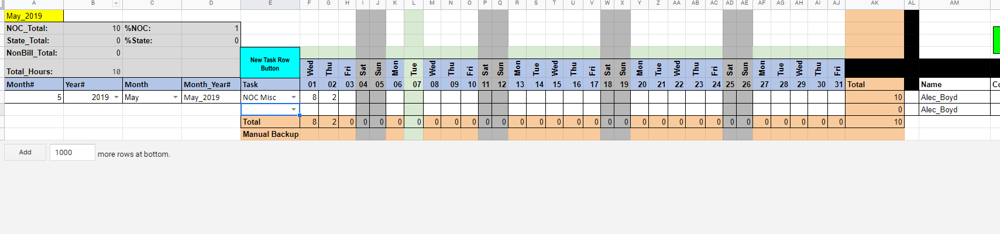 A B C D E F G H I J K L M N O P Q R S T U V W X Y Z AA AB AC AD AE AF AG AH AI AJ AK AL AM
May_2019
NOC_Total: 10 %NOC: 1
State_Total: 0 %State: 0
NonBill_Total: 0
New Task Row
Button
Total_Hours: 10 Wed Thu Fri Sat Sun Mon Tue Wed Thu Fri Sat Sun Mon Tue Wed Thu Fri Sat Sun Mon Tue Wed Thu Fri Sat Sun Mon Tue Wed Thu Fri
Month# Year# Month Month_Year# Task 01 02 03 04 05 06 07 08 09 10 11 12 13 14 15 16 17 18 19 20 21 22 23 24 25 26 27 28 29 30 31 Total Name Co
5 2019 May May_2019 NOC Misc 8 2 10 Alec_Boyd
0 Alec_Boyd
Total 8 2 0 0 0 0 0 0 0 0 0 0 0 0 0 0 0 0 0 0 0 0 0 0 0 0 0 0 0 0 0 10
Manual Backup
Add 1000 more rows at bottom.